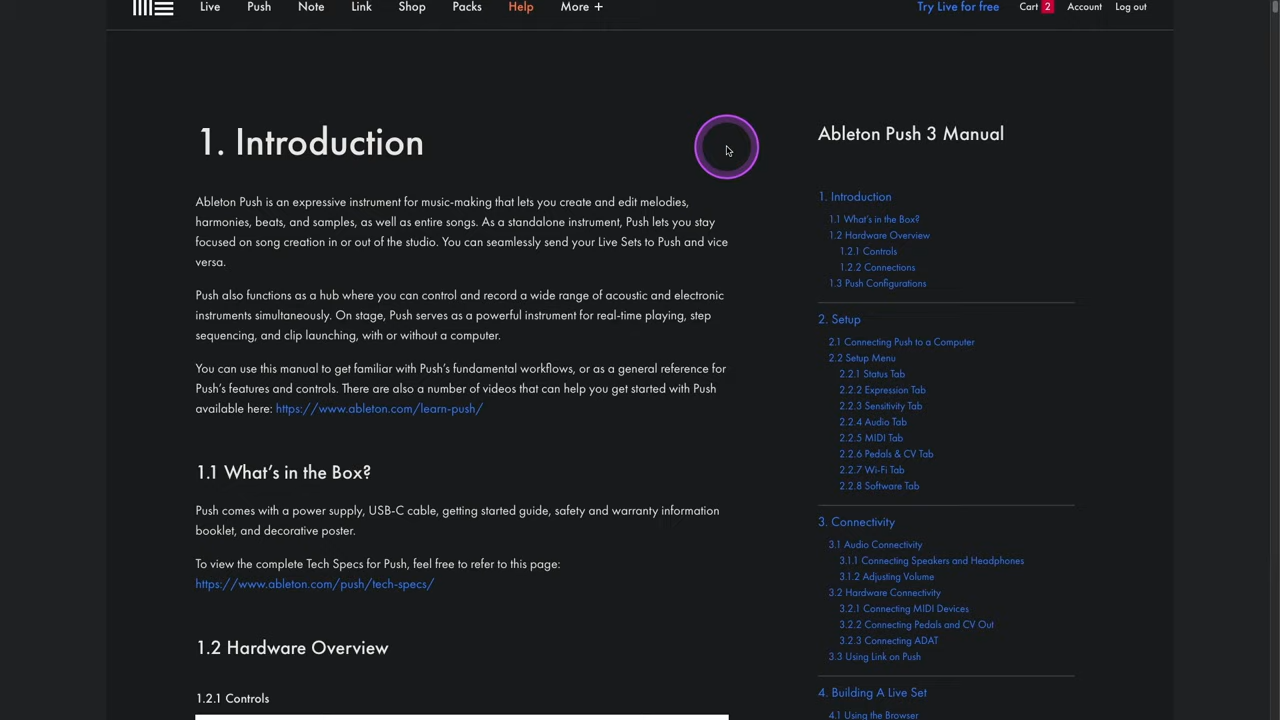 Live Push Note Link Shop Packs Help More + Try Live for free Cart 2 Account Log out
1. Introduction
Ableton Push is an expressive instrument for music-making that lets you create and edit melodies,
harmonies, beats, and samples, as well as entire songs. As a standalone instrument, Push lets you stay
focused on song creation in or out of the studio. You can seamlessly send your Live Sets to Push and vice
versa.
Push also functions as a hub where you can control and record a wide range of acoustic and electronic
instruments simultaneously. On stage, Push serves as a powerful instrument for real-time playing, step
sequencing, and clip launching, with or without a computer.
You can use this manual to get familiar with Push's fundamental workflows, or as a general reference for
Push's features and controls. There are also a number of videos that can help you get started with Push
available here: https://www.ableton.com/learn-push/
1.1 What's in the Box?
Push comes with a power supply, USB-C cable, getting started guide, safety and warranty information
booklet, and decorative poster.
To view the complete Tech Specs for Push, feel free to refer to this page:
https://www.ableton.com/push/tech-specs/
1.2 Hardware Overview
1.2.1 Controls
Ableton Push 3 Manual
1. Introduction
1.1 What's in the Box?
1.2 Hardware Overview
1.2.1 Controls
1.2.2 Connections
1.3 Push Configurations
2. Setup
2.1 Connecting Push to a Computer
2.2 Setup Menu
2.2.1 Status Tab
2.2.2 Expression Tab
2.2.3 Sensitivity Tab
2.2.4 Audio Tab
2.2.5 MIDI Tab
2.2.6 Pedals & CV Tab
2.2.7 Wi-Fi Tab
2.2.8 Software Tab
3. Connectivity
3.1 Audio Connectivity
3.1.1 Connecting Speakers and Headphones
3.1.2 Adjusting Volume
3.2 Hardware Connectivity
3.2.1 Connecting MIDI Devices
3.2.2 Connecting Pedals and CV Out
3.2.3 Connecting ADAT
3.3 Using Link on Push
4. Building A Live Set
4.1 Using the Browser